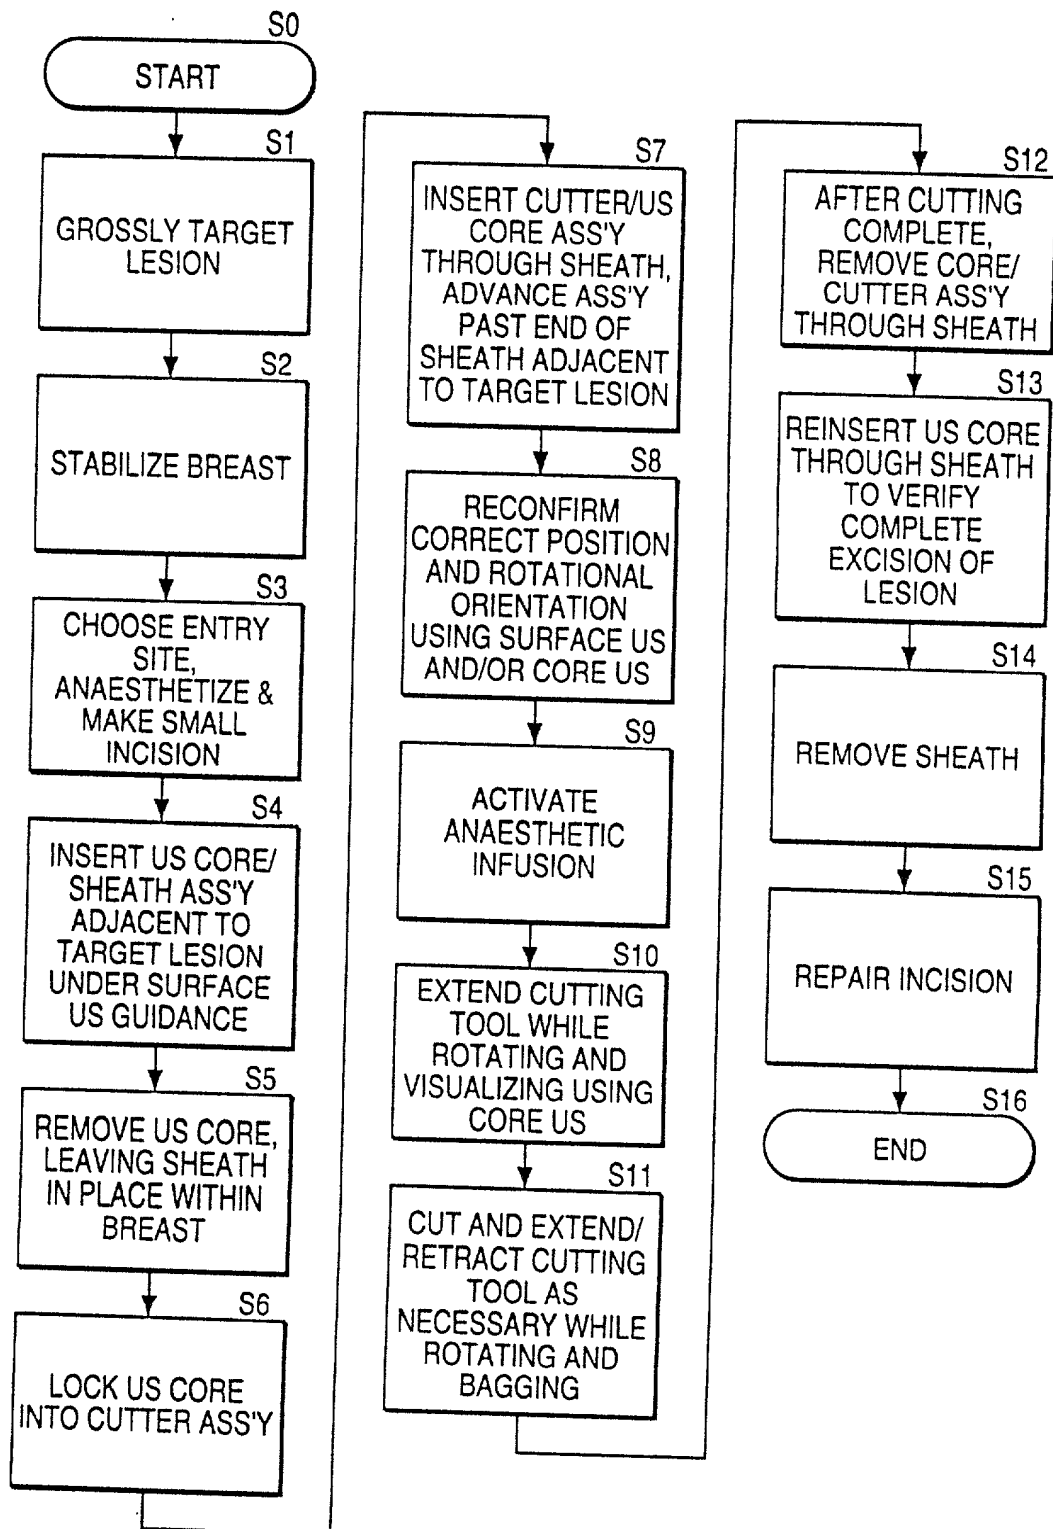 S0
START
S1
GROSSLY TARGET
LESION
S2
STABILIZE BREAST
S3
CHOOSE ENTRY
SITE,
ANAESTHETIZE &
MAKE SMALL
INCISION
S4
INSERT US CORE/
SHEATH ASS'Y
ADJACENT TO
TARGET LESION
UNDER SURFACE
US GUIDANCE
S5
REMOVE US CORE,
LEAVING SHEATH
IN PLACE WITHIN
BREAST
S6
LOCK US CORE
INTO CUTTER ASS'Y
S7
INSERT CUTTER/US
CORE ASS'Y
THROUGH SHEATH,
ADVANCE ASS'Y
PAST END OF
SHEATH ADJACENT
TO TARGET LESION
S8
RECONFIRM
CORRECT POSITION
AND ROTATIONAL
ORIENTATION
USING SURFACE US
AND/OR CORE US
S9
ACTIVATE
ANAESTHETIC
INFUSION
S10
EXTEND CUTTING
TOOL WHILE
ROTATING AND
VISUALIZING USING
CORE US
S11
CUT AND EXTEND/
RETRACT CUTTING
TOOL AS
NECESSARY WHILE
ROTATING AND
BAGGING
S12
AFTER CUTTING
COMPLETE,
REMOVE CORE/
CUTTER ASS'Y
THROUGH SHEATH
S13
REINSERT US CORE
THROUGH SHEATH
TO VERIFY
COMPLETE
EXCISION OF
LESION
S14
REMOVE SHEATH
S15
REPAIR INCISION
S16
END